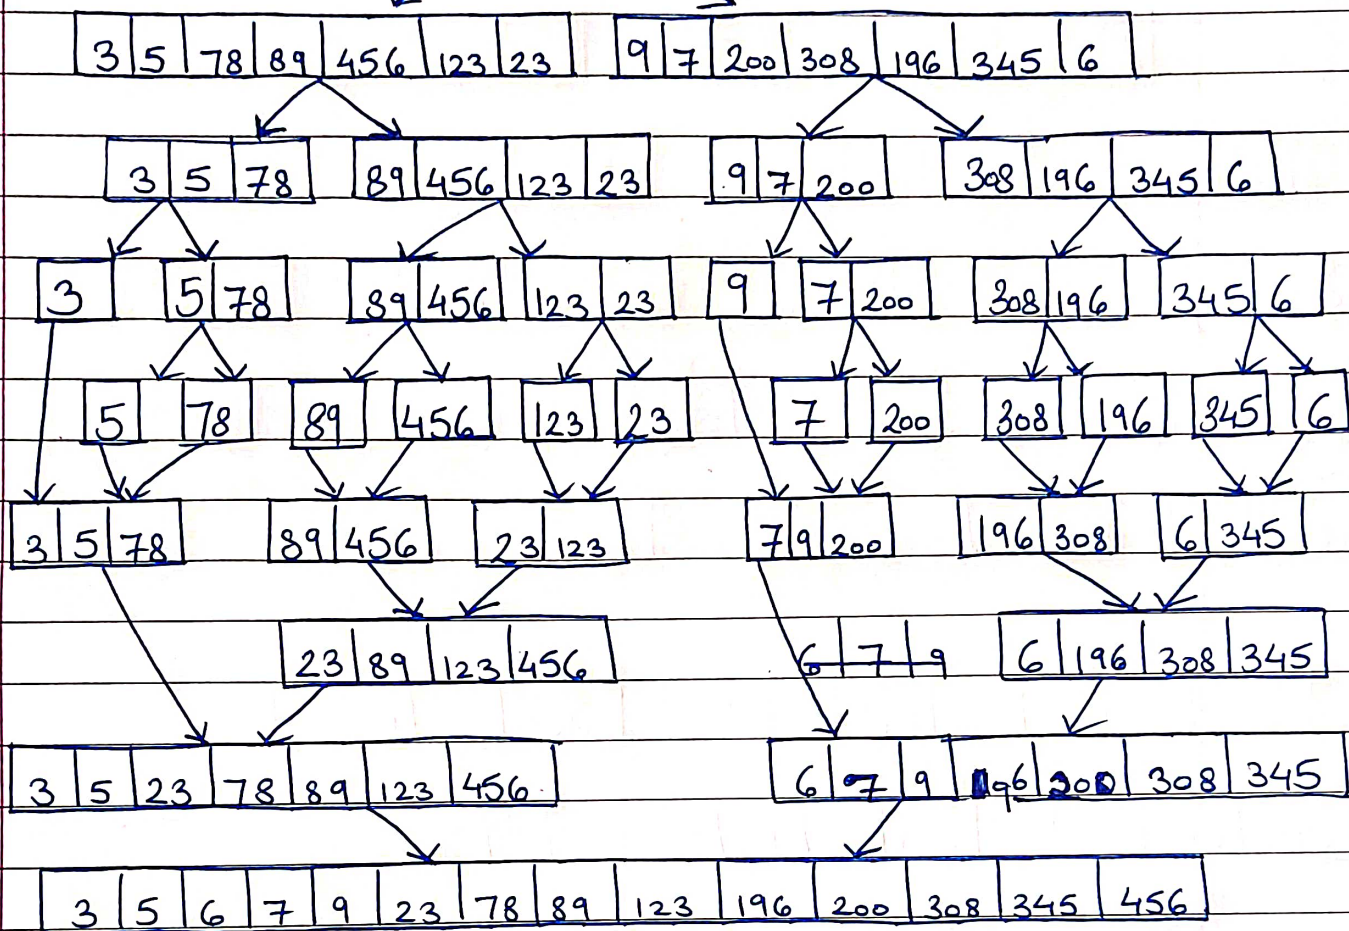 3 5 78 89 456 123 23 9 7 200 308 196 345 6
3 5 78 89 456 123 23 9 7 200 308 196 345 6
3 5 78 89 456 123 23 9 7 200 308 196 345 6
5 78 89 456 123 23 7 200 308 196 345 6
3 5 78 89 456 23 123 7 9 200 196 308 6 345
23 89 123 456 6 7 9 6 196 308 345
3 5 23 78 89 123 456 6 7 9 196 200 308 345
3 5 6 7 9 23 78 89 123 196 200 308 345 456